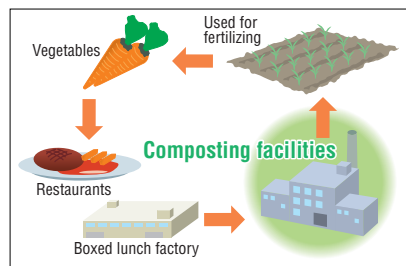 Used for
fertilizing
Vegetables
Composting facilities
Restaurants
Boxed lunch factory